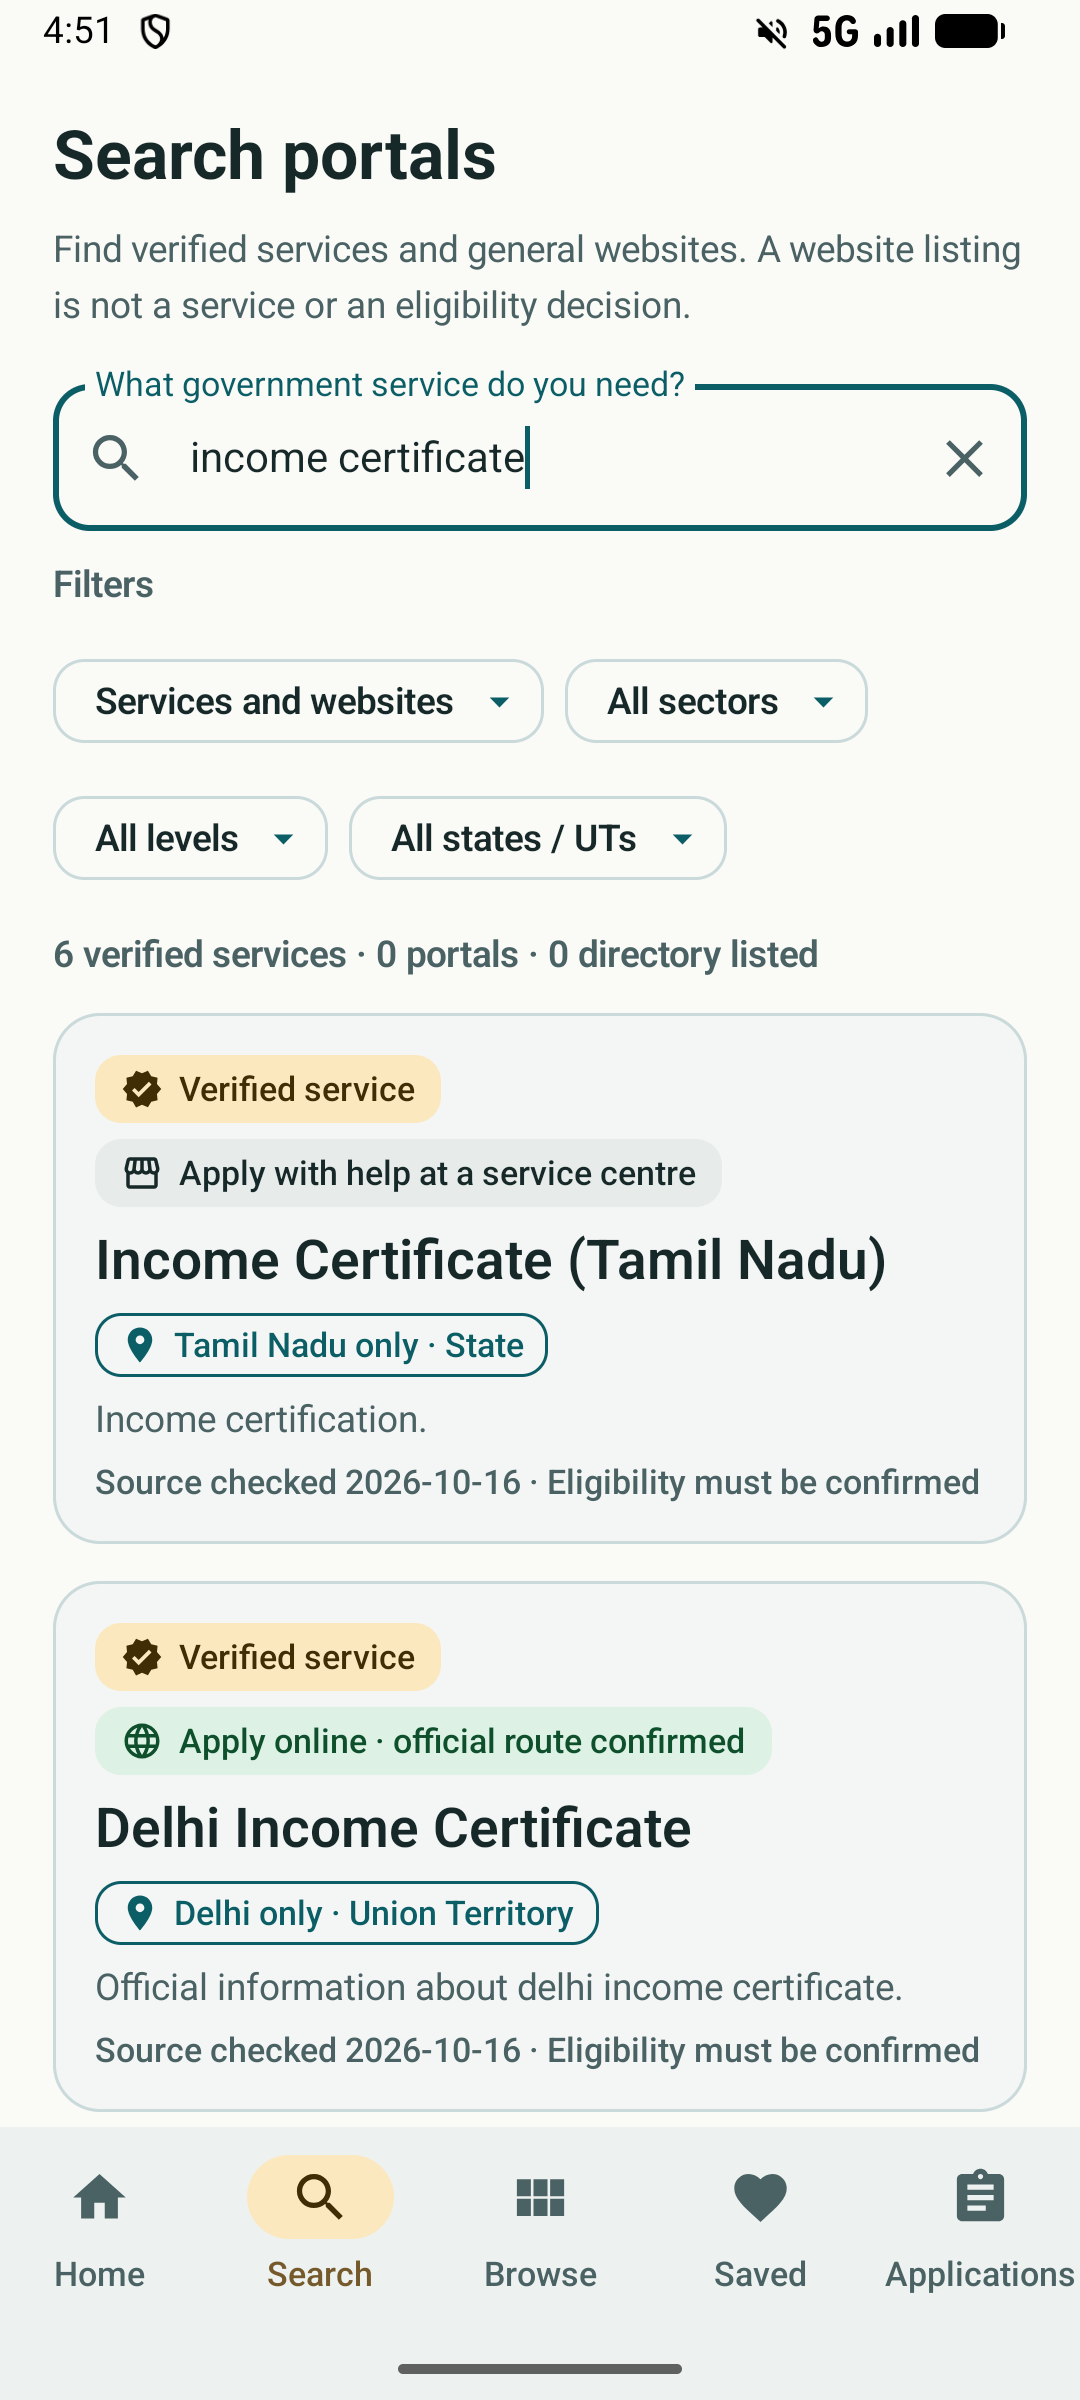 4:51
5G
Search portals
Find verified services and general websites. A website listing
is not a service or an eligibility decision.
What government service do you need?
income certificate
Filters
Services and websites
All sectors
All levels
All states / UTs
6 verified services · 0 portals · 0 directory listed
Verified service
Apply with help at a service centre
Income Certificate (Tamil Nadu)
Tamil Nadu only · State
Income certification.
Source checked 2026-10-16 · Eligibility must be confirmed
Verified service
Apply online · official route confirmed
Delhi Income Certificate
Delhi only · Union Territory
Official information about delhi income certificate.
Source checked 2026-10-16 · Eligibility must be confirmed
Home
Search
Browse
Saved
Applications